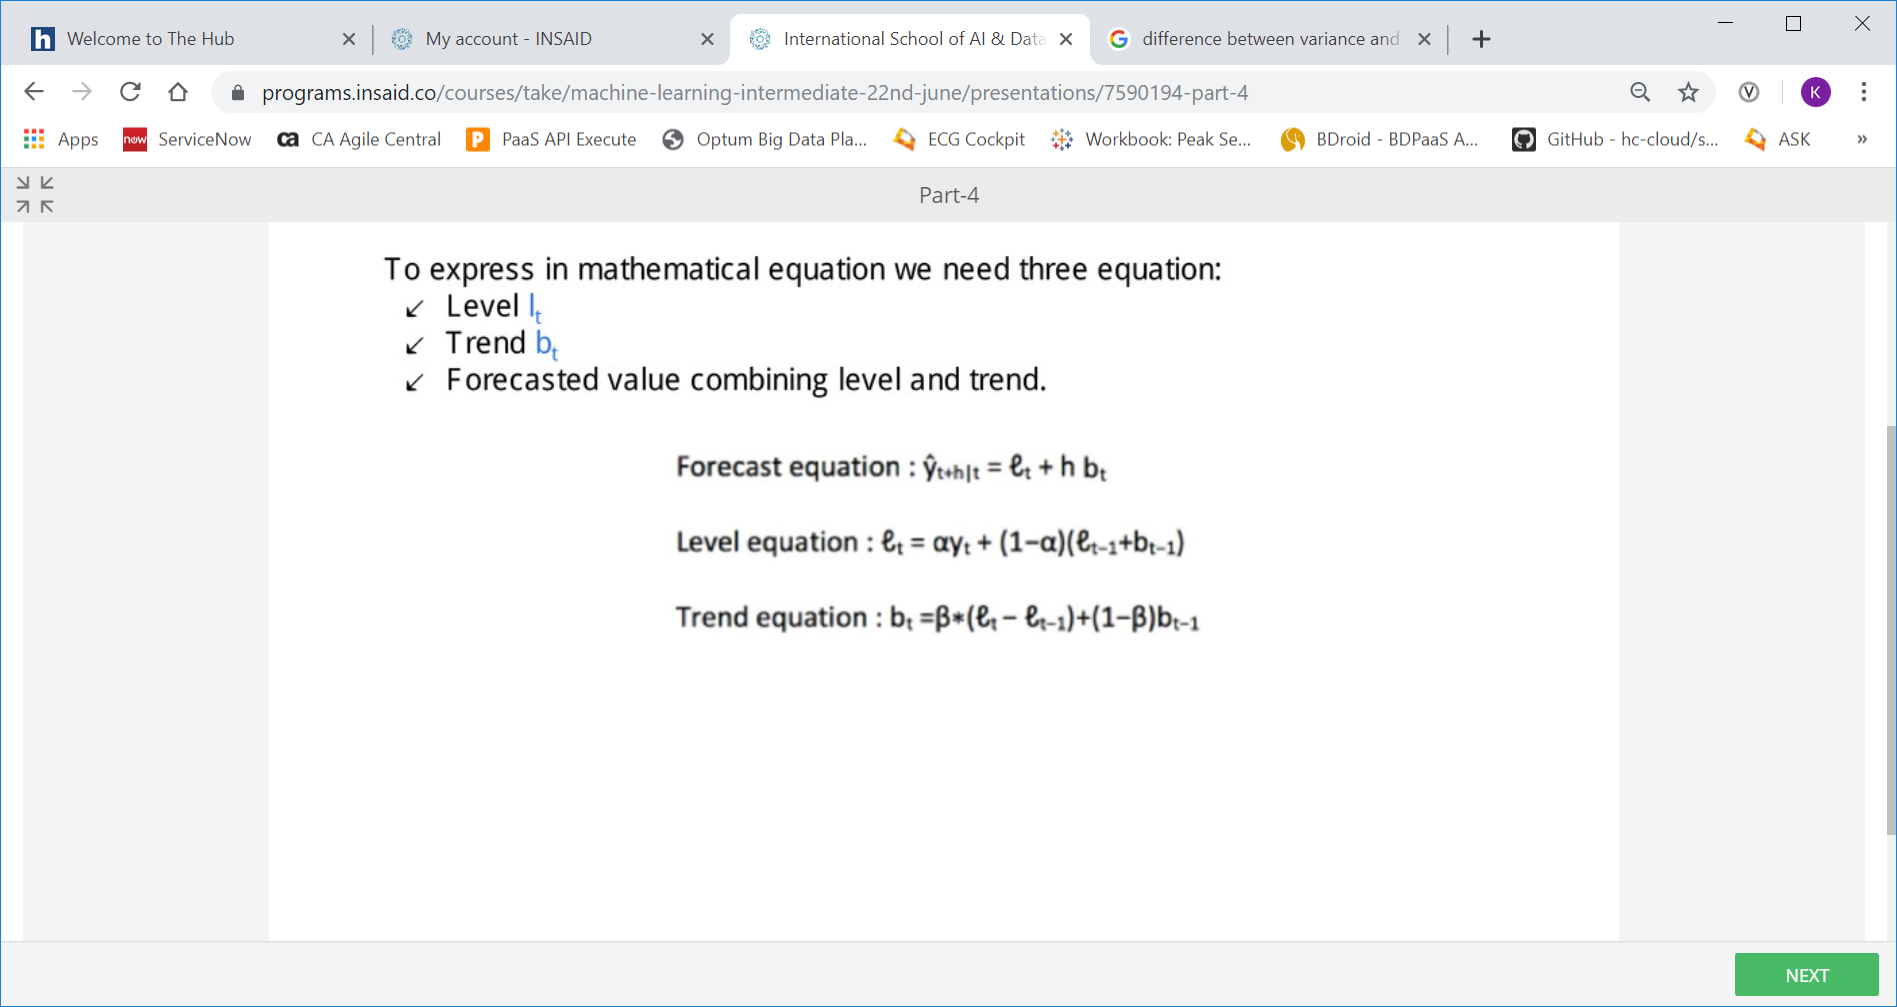 Welcome to The Hub
My account - INSAID
International School of AI & Data
difference between variance and
programs.insaid.co/courses/take/machine-learning-intermediate-22nd-june/presentations/7590194-part-4
K
Apps
now ServiceNow
ca CA Agile Central
P PaaS API Execute
Optum Big Data Pla...
ECG Cockpit
Workbook: Peak Se...
BDroid - BDPaaS A...
GitHub - hc-cloud/s...
ASK
»
Part-4
To express in mathematical equation we need three equation:
↙ Level lₜ
↙ Trend bₜ
↙ Forecasted value combining level and trend.
Forecast equation : ŷₜ₊ₕ|ₜ = ℓₜ + h bₜ
Level equation : ℓₜ = αyₜ + (1−α)(ℓₜ₋₁+bₜ₋₁)
Trend equation : bₜ =β*(ℓₜ − ℓₜ₋₁)+(1−β)bₜ₋₁
NEXT